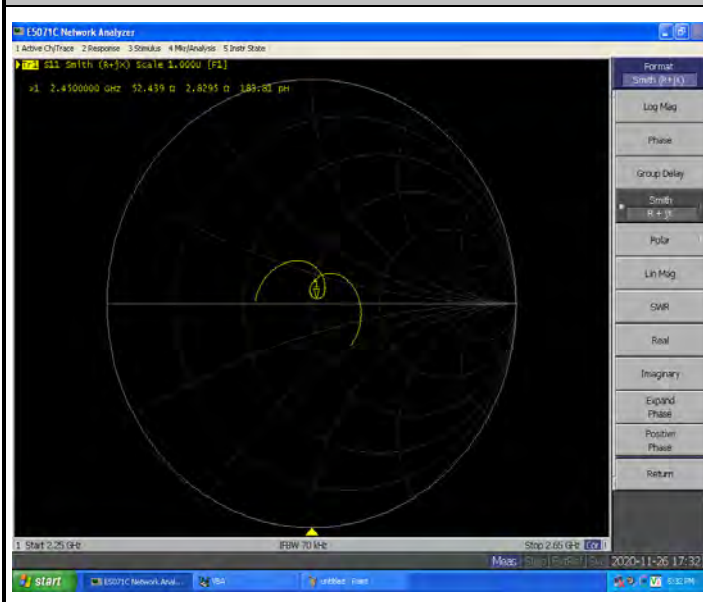 E5071C Network Analyzer
1 Active Ch/Trace 2 Response 3 Stimulus 4 Mkr/Analysis 5 Instr State
Tr1 S11 Smith (R+jX) Scale 1.000U [F1]
>1 2.4500000 GHz 52.439 Ω 2.8295 Ω 183.81 pH
1
Format
Smith (R+jX)
Log Mag
Phase
Group Delay
Smith
R + jX
Polar
Lin Mag
SWR
Real
Imaginary
Expand
Phase
Positive
Phase
Return
1 Start 2.25 GHz IFBW 70 kHz Stop 2.65 GHz Cor
Meas 2020-11-26 17:32
start E5071C Network Anal... VBA untitled - Paint